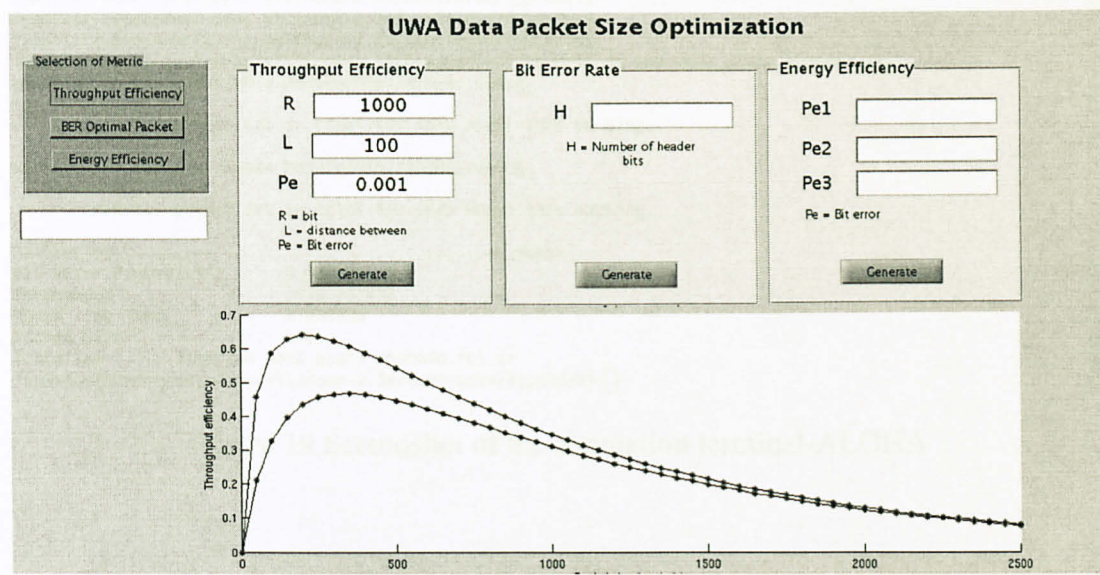 UWA Data Packet Size Optimization
Selection of Metric
Throughput Efficiency
BER Optimal Packet
Energy Efficiency
Throughput Efficiency
R 1000
L 100
Pe 0.001
R = bit
L = distance between
Pe = Bit error
Generate
Bit Error Rate
H
H = Number of header
bits
Generate
Energy Efficiency
Pe1
Pe2
Pe3
Pe = Bit error
Generate
Throughput efficiency
0.7
0.6
0.5
0.4
0.3
0.2
0.1
0
0 500 1000 1500 2000 2500